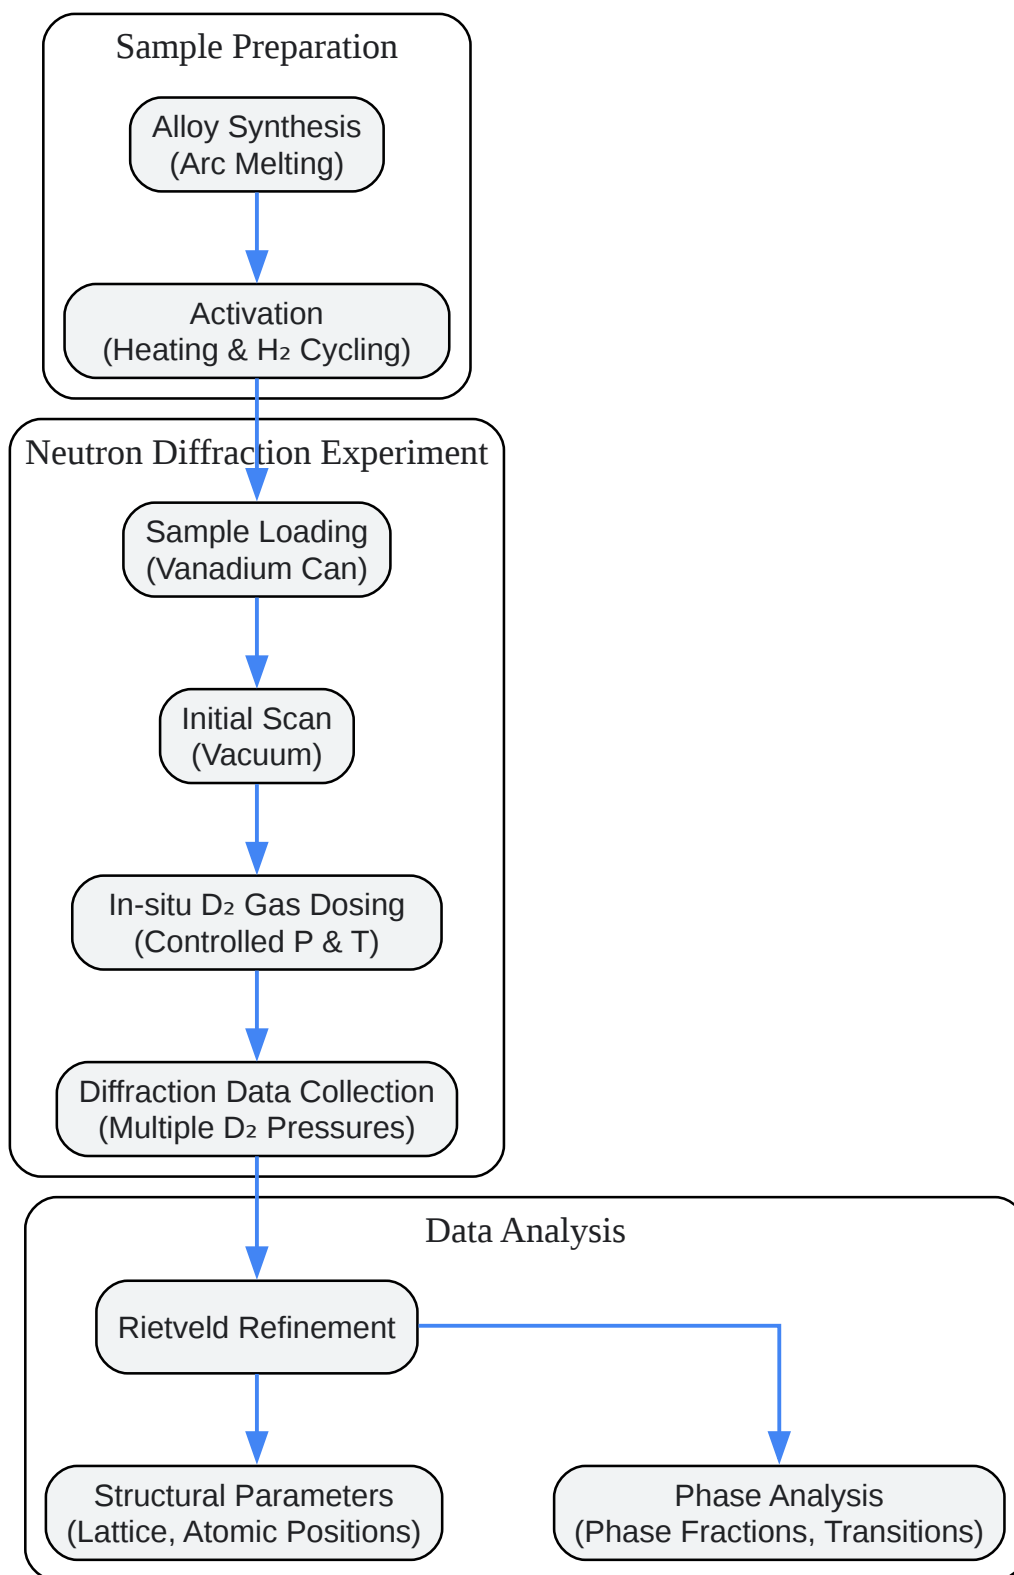 Sample Preparation
Alloy Synthesis
(Arc Melting)
Activation
(Heating & H₂ Cycling)
Neutron Diffraction Experiment
Sample Loading
(Vanadium Can)
Initial Scan
(Vacuum)
In-situ D₂ Gas Dosing
(Controlled P & T)
Diffraction Data Collection
(Multiple D₂ Pressures)
Data Analysis
Rietveld Refinement
Structural Parameters
(Lattice, Atomic Positions)
Phase Analysis
(Phase Fractions, Transitions)